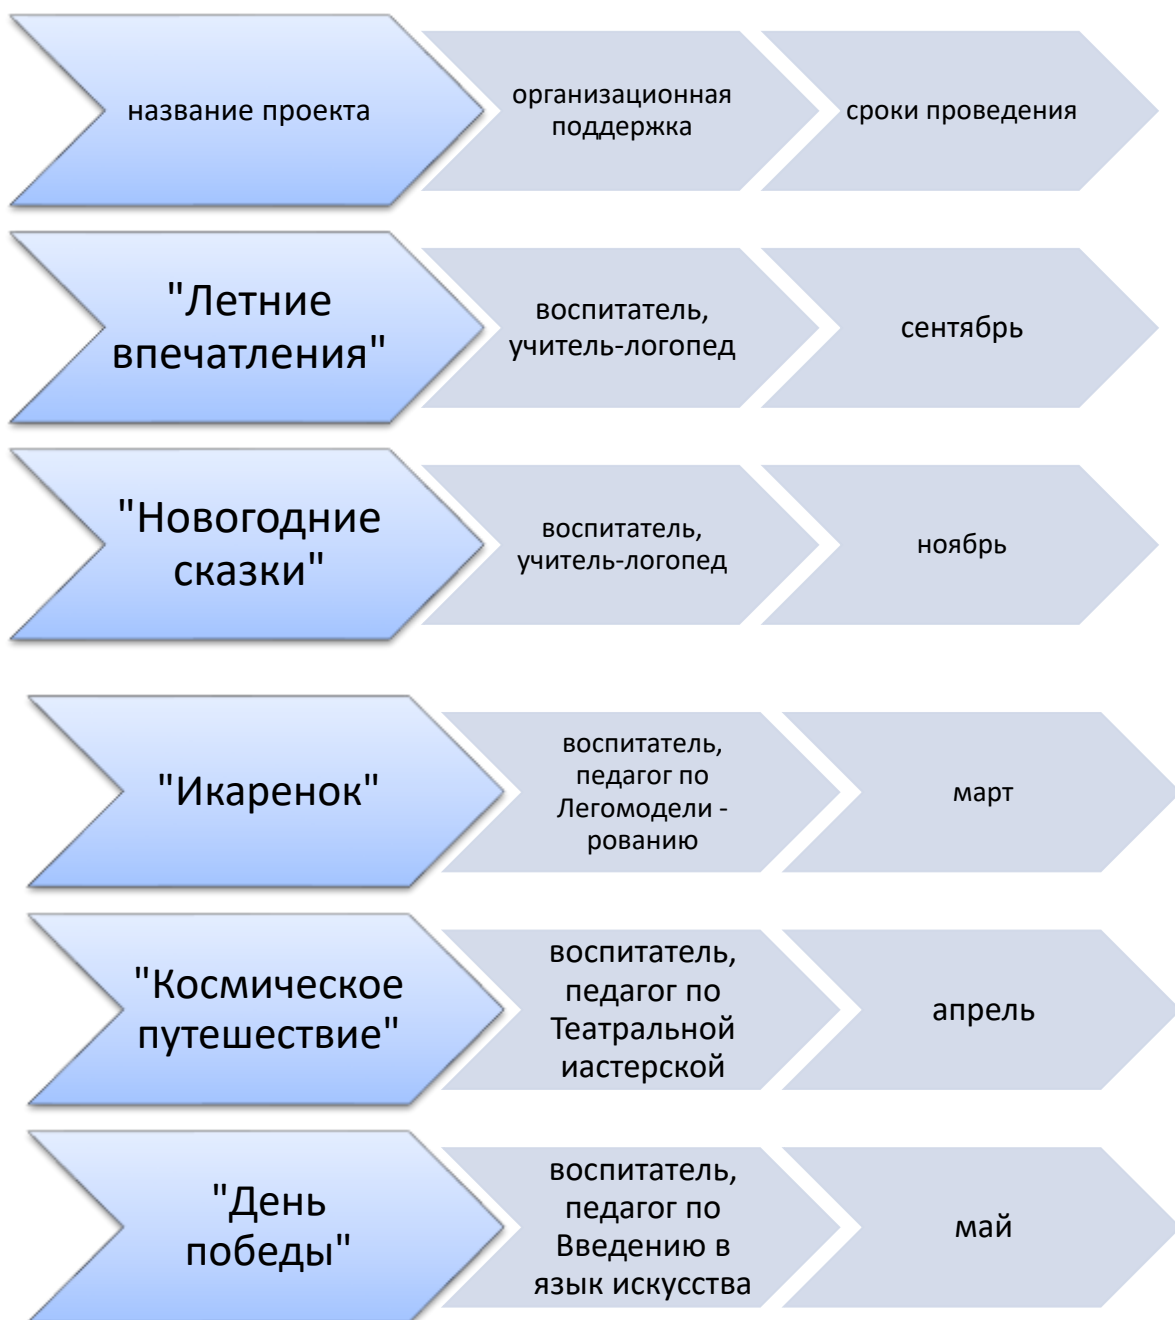 название проекта
организационная
поддержка
сроки проведения
"Летние
впечатления"
воспитатель,
учитель-логопед
сентябрь
"Новогодние
сказки"
воспитатель,
учитель-логопед
ноябрь
"Икаренок"
воспитатель,
педагог по
Легомодели -
рованию
март
"Космическое
путешествие"
воспитатель,
педагог по
Театральной
иастерской
апрель
"День
победы"
воспитатель,
педагог по
Введению в
язык искусства
май